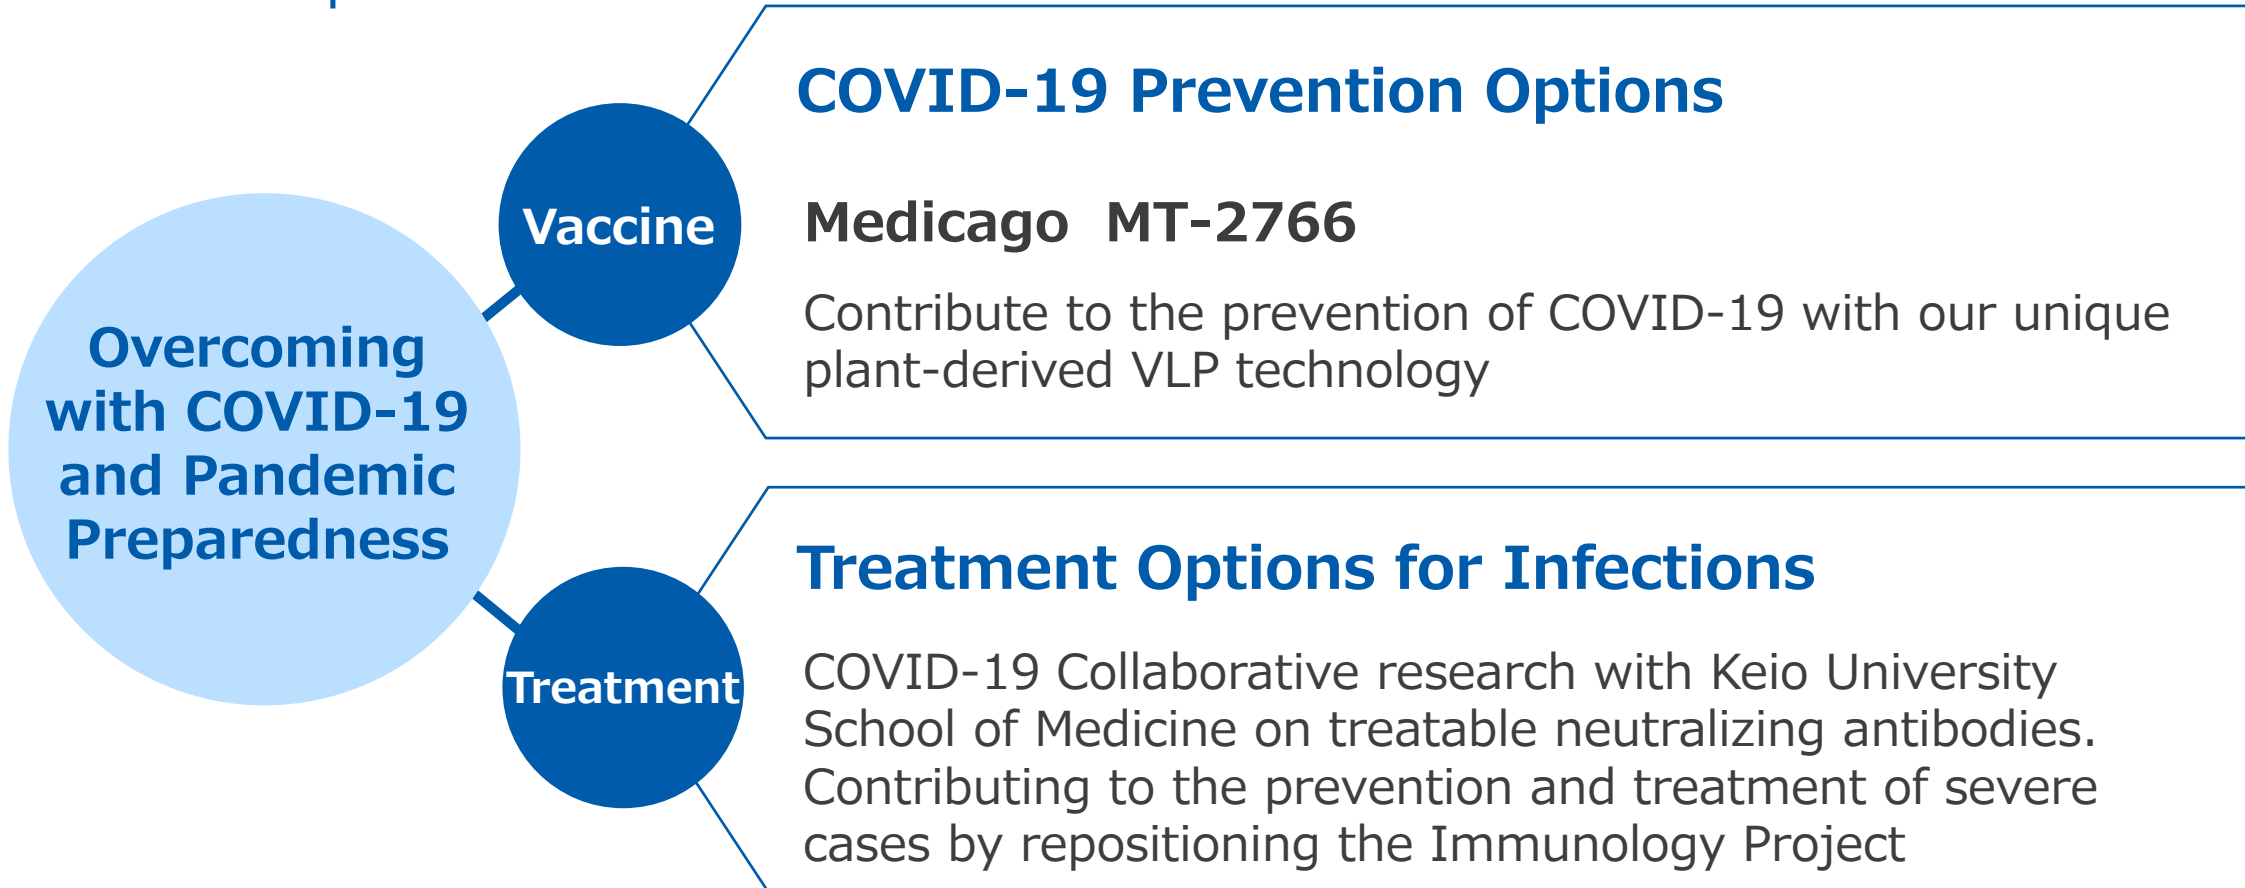 COVID-19 Prevention Options
Vaccine
Medicago MT-2766
Contribute to the prevention of COVID-19 with our unique
plant-derived VLP technology
Overcoming
with COVID-19
and Pandemic
Preparedness
Treatment Options for Infections
Treatment
COVID-19 Collaborative research with Keio University
School of Medicine on treatable neutralizing antibodies.
Contributing to the prevention and treatment of severe
cases by repositioning the Immunology Project